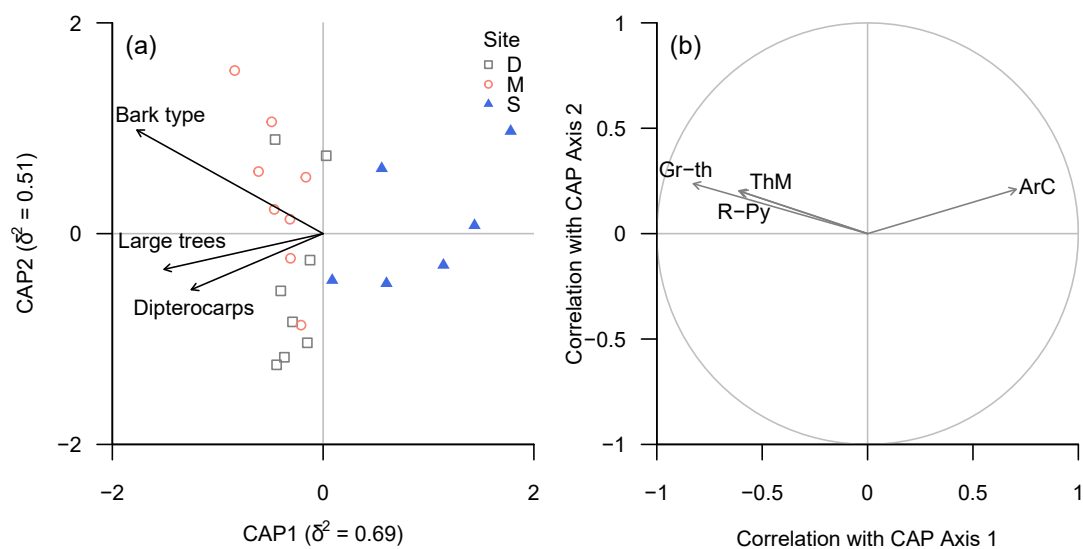 (a)
Site
D
M
S
Bark type
Large trees
Dipterocarps
2
0
−2
−2
0
2
CAP2 (δ² = 0.51)
CAP1 (δ² = 0.69)
(b)
Gr−th
ThM
R−Py
ArC
1
0.5
0
−0.5
−1
−1
−0.5
0
0.5
1
Correlation with CAP Axis 2
Correlation with CAP Axis 1